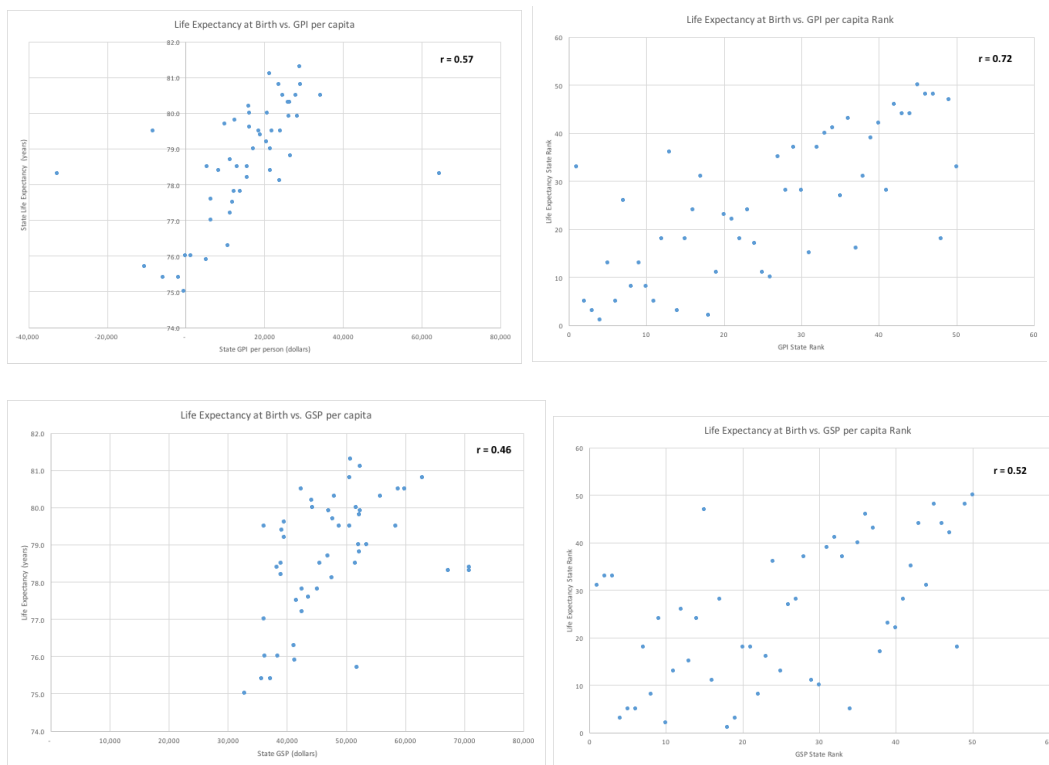 Life Expectancy at Birth vs. GPI per capita
r = 0.57
State Life Expectancy (years)
82.0
81.0
80.0
79.0
78.0
77.0
76.0
75.0
74.0
-40,000 -20,000 - 20,000 40,000 60,000 80,000
State GPI per person (dollars)
Life Expectancy at Birth vs. GPI per capita Rank
r = 0.72
Life Expectancy State Rank
60
50
40
30
20
10
0
0 10 20 30 40 50 60
GPI State Rank
Life Expectancy at Birth vs. GSP per capita
r = 0.46
Life Expectancy (years)
82.0
81.0
80.0
79.0
78.0
77.0
76.0
75.0
74.0
- 10,000 20,000 30,000 40,000 50,000 60,000 70,000 80,000
State GSP (dollars)
Life Expectancy at Birth vs. GSP per capita Rank
r = 0.52
Life Expectancy State Rank
60
50
40
30
20
10
0
0 10 20 30 40 50
GSP State Rank